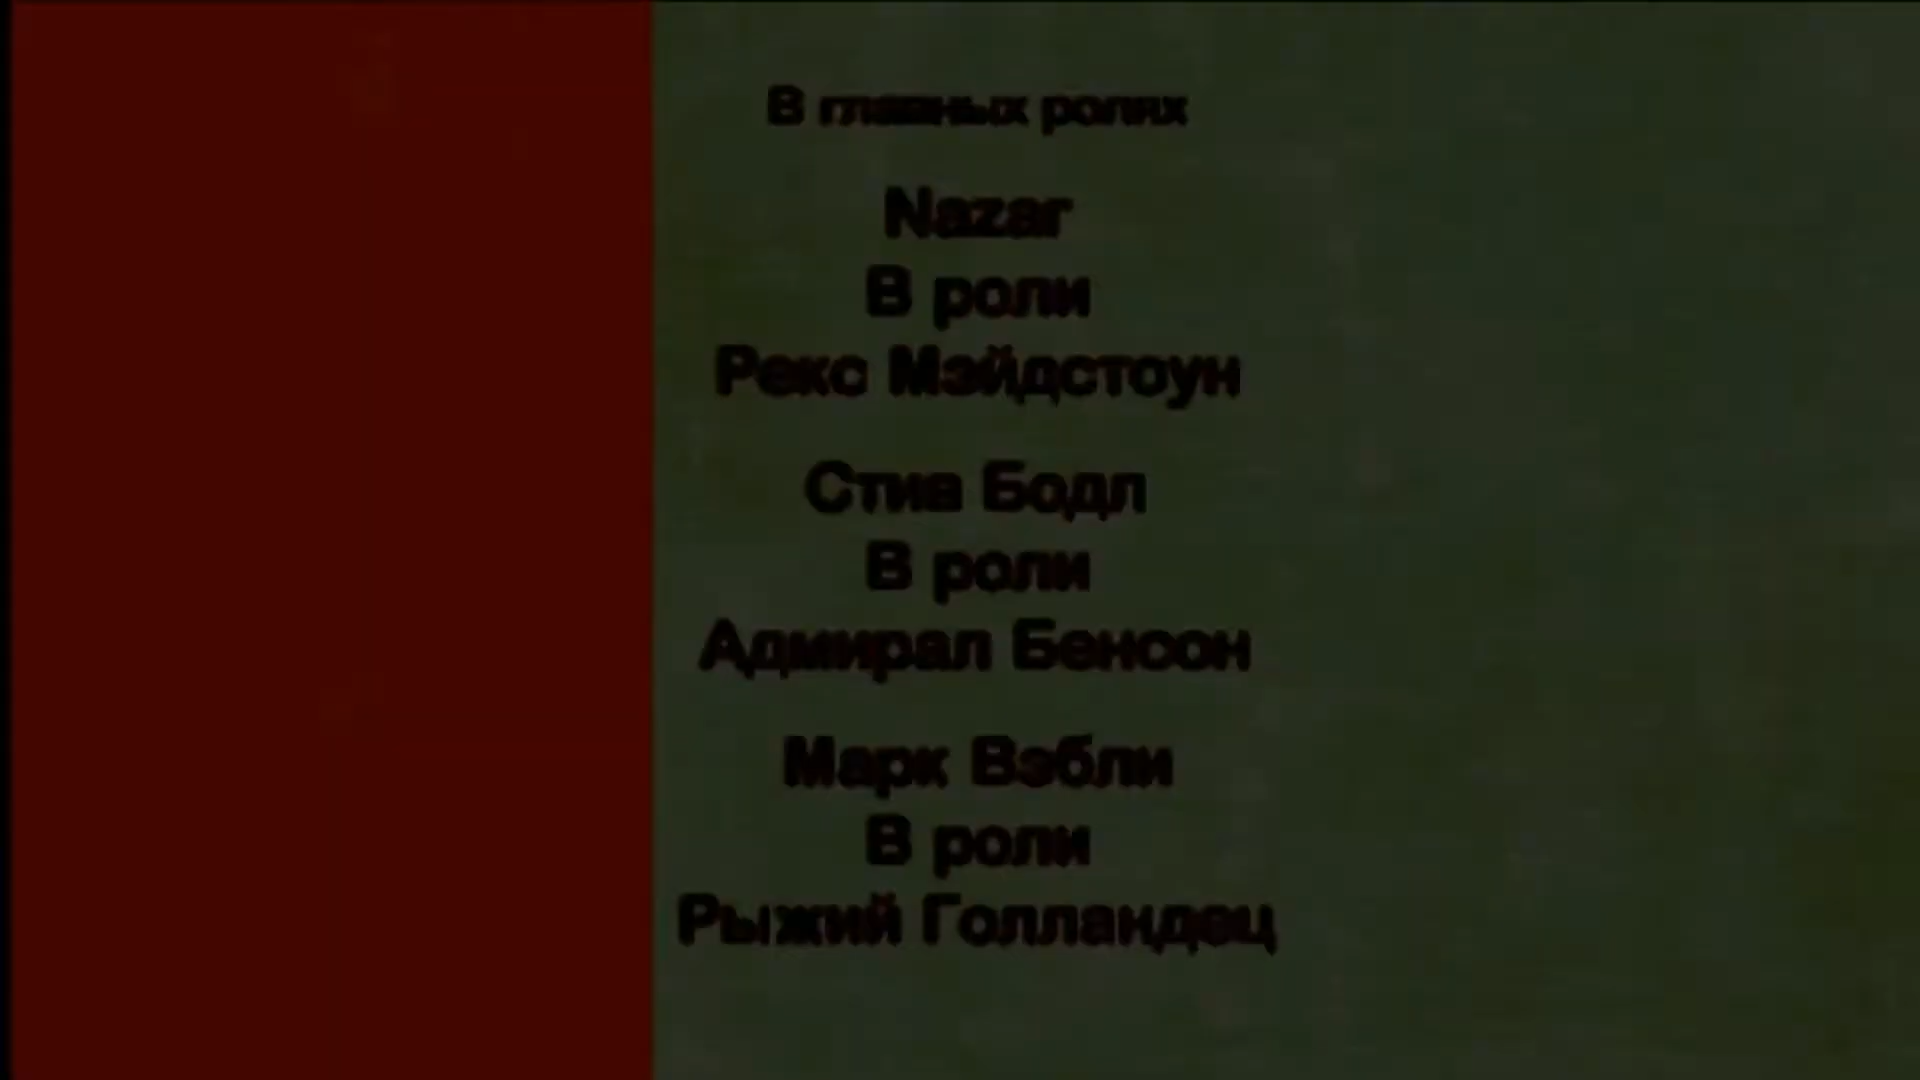 В главных ролях
Nazar
В роли
Рекс Мэйдстоун
Стив Бодл
В роли
Адмирал Бенсон
Марк Вэбли
В роли
Рыжий Голландец